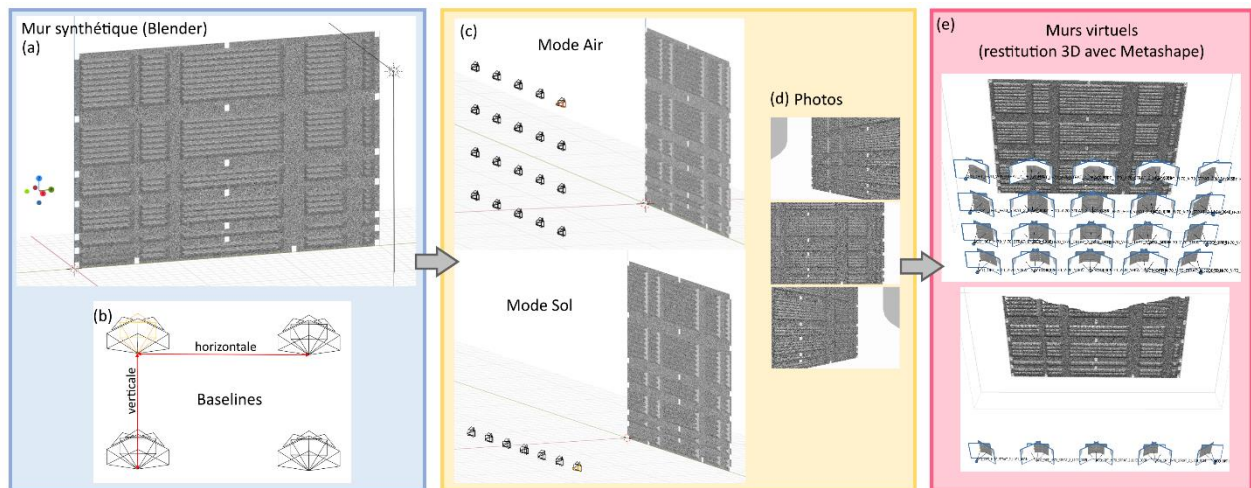 Mur synthétique (Blender)
(a)
(b)
horizontale
verticale
Baselines
(c)
Mode Air
Mode Sol
(d) Photos
(e)
Murs virtuels
(restitution 3D avec Metashape)